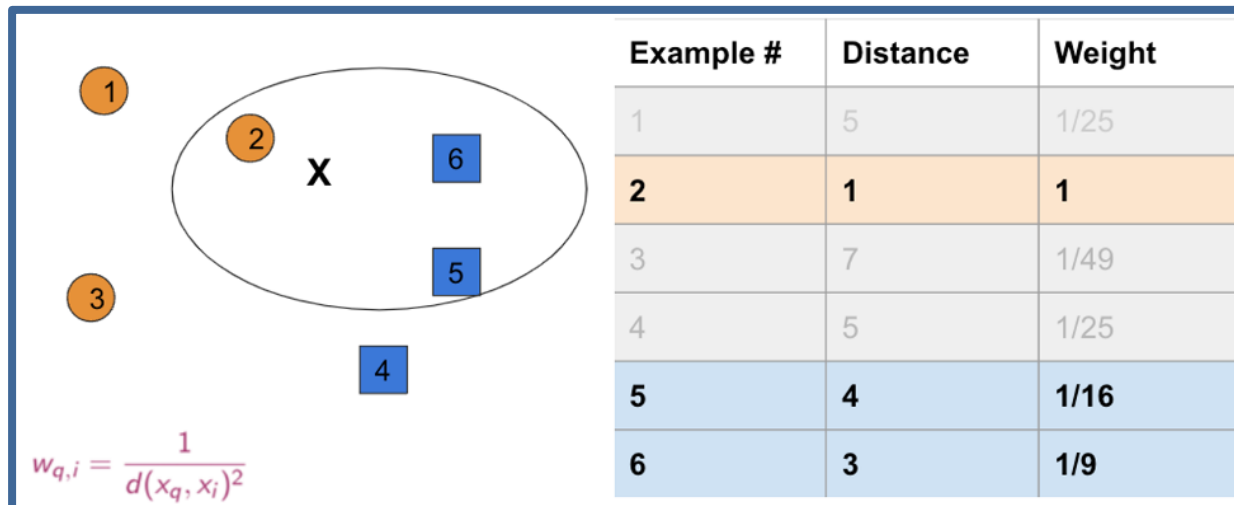 1
2
X
6
5
3
4
w_{q,i} = \frac{1}{d(x_q, x_i)^2}
Example # Distance Weight
1 5 1/25
2 1 1
3 7 1/49
4 5 1/25
5 4 1/16
6 3 1/9